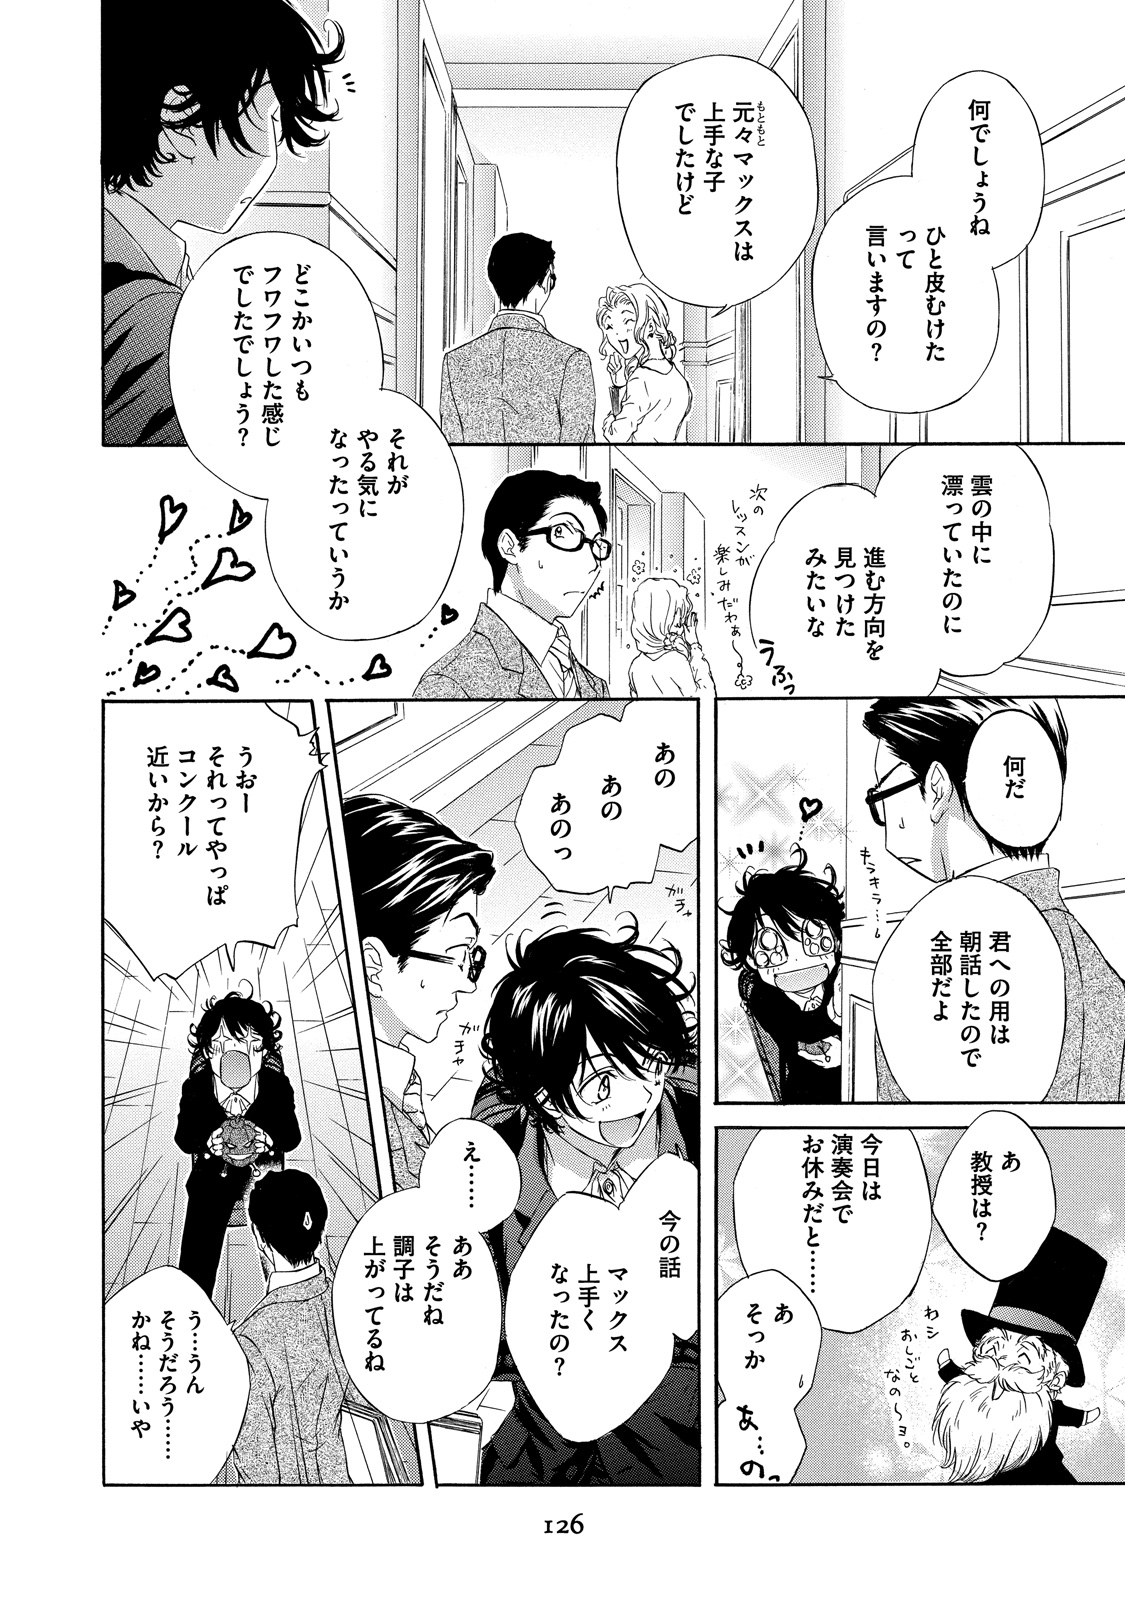 何でしょうね
ひと皮むけた
って
言いますの?
元々マックスは
もともと
上手な子
でしたけど
どこかいつも
フワフワした感じ
でしたでしょう?
それが
やる気に
なったっていうか
雲の中に
漂っていたのに
進む方向を
見つけた
みたいな
次の
レッスンが
楽しみだわぁ〜
うふっ
何だ
キラキラ…
君への用は
朝話したので
全部だよ
あ
教授は?
今日は
演奏会で
お休みだと……
あ
そっか
わシ
おしごと
なの〜ョ。
あ…のっ
あの
あの
あのっ
ガチャ
ガチャ
今の話
マックス
上手く
なったの?
え……
ああ
そうだね
調子は
上がってるね
うおー
それってやっぱ
コンクール
近いから?
う…うん
そうだろう……
かね……いや
126